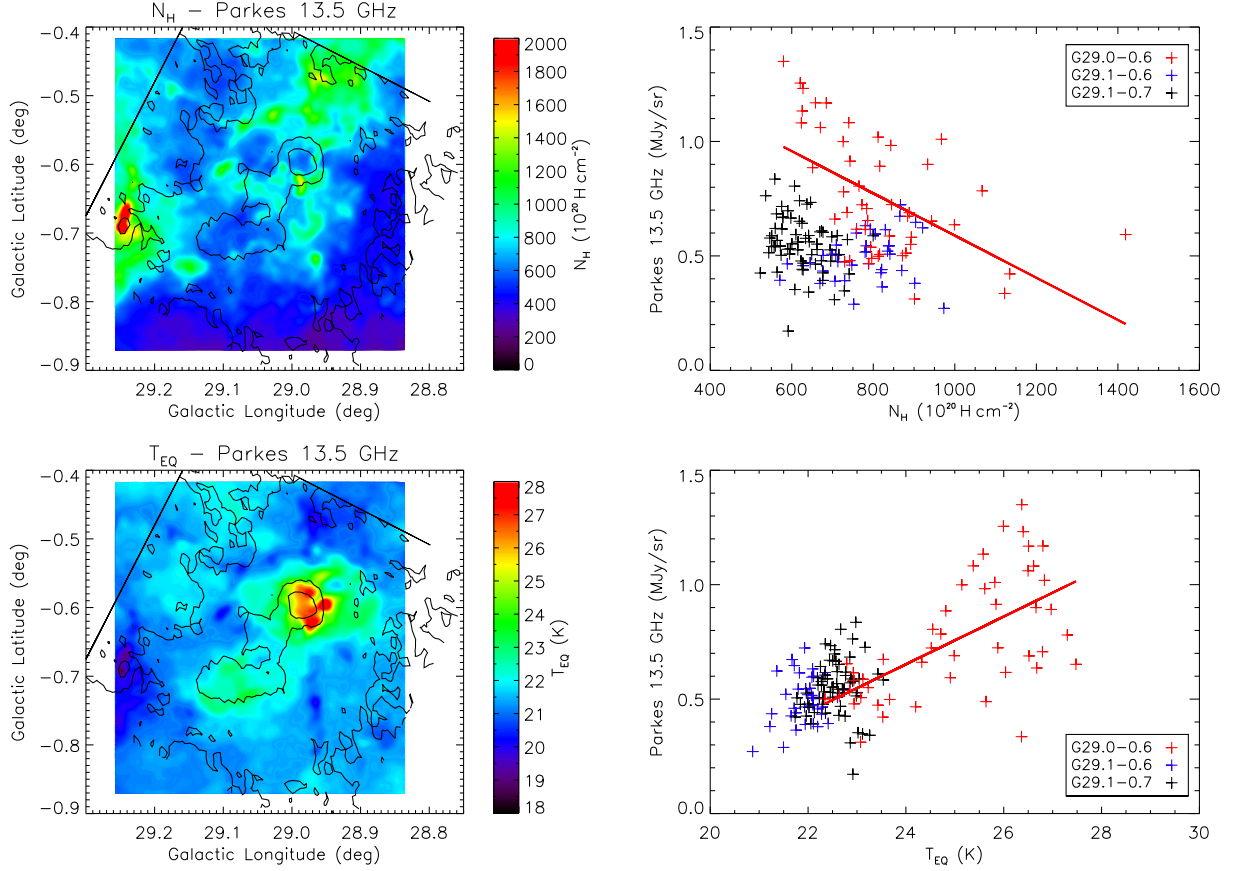 N_H − Parkes 13.5 GHz
−0.4
−0.5
−0.6
−0.7
−0.8
−0.9
Galactic Latitude (deg)
29.2 29.1 29.0 28.9 28.8
Galactic Longitude (deg)
2000
1800
1600
1400
1200
1000
800
600
400
200
0
N_H (10^20 H cm^−2)
1.5
1.0
0.5
0.0
Parkes 13.5 GHz (MJy/sr)
G29.0−0.6
G29.1−0.6
G29.1−0.7
400 600 800 1000 1200 1400 1600
N_H (10^20 H cm^−2)
T_EQ − Parkes 13.5 GHz
−0.4
−0.5
−0.6
−0.7
−0.8
−0.9
Galactic Latitude (deg)
29.2 29.1 29.0 28.9 28.8
Galactic Longitude (deg)
28
27
26
25
24
23
22
21
20
19
18
T_EQ (K)
1.5
1.0
0.5
0.0
Parkes 13.5 GHz (MJy/sr)
G29.0−0.6
G29.1−0.6
G29.1−0.7
20 22 24 26 28 30
T_EQ (K)